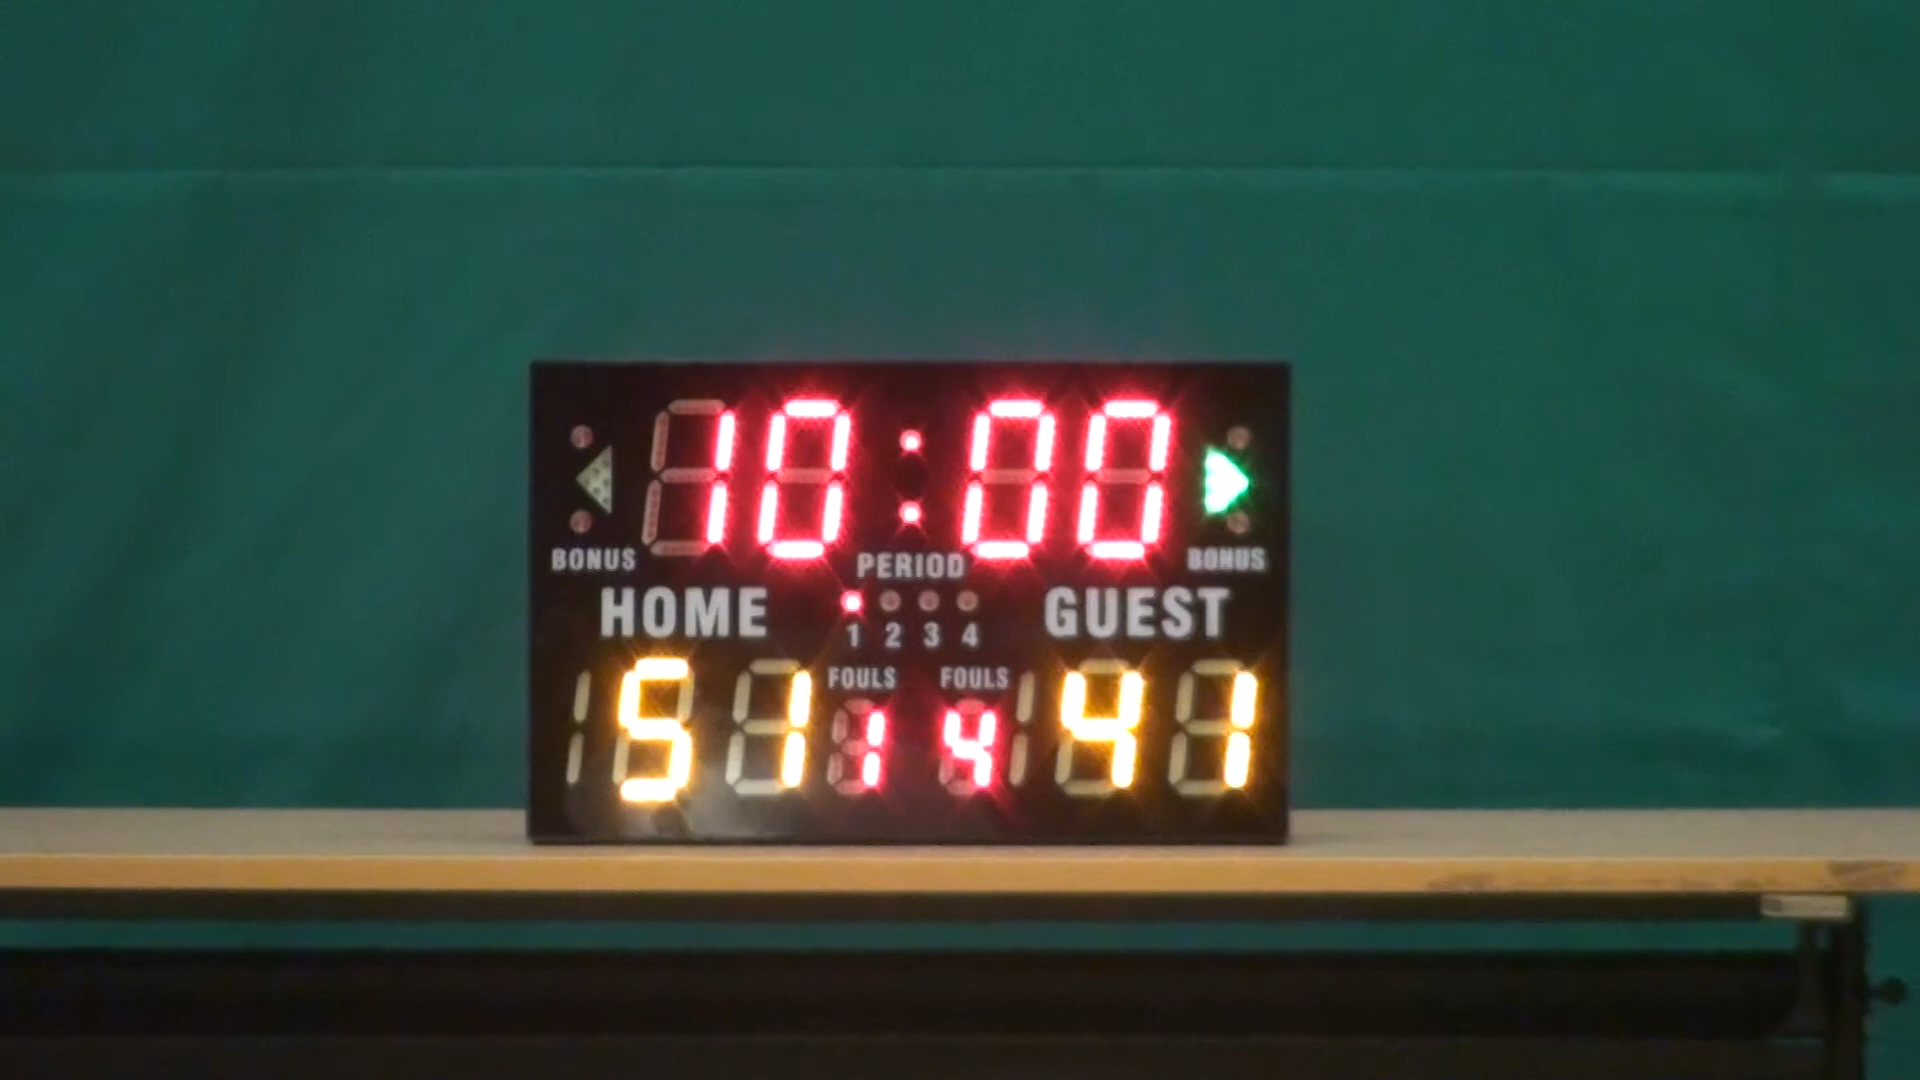 10:00
BONUS PERIOD BONUS
HOME GUEST
1 2 3 4
FOULS FOULS
51 1 4 41